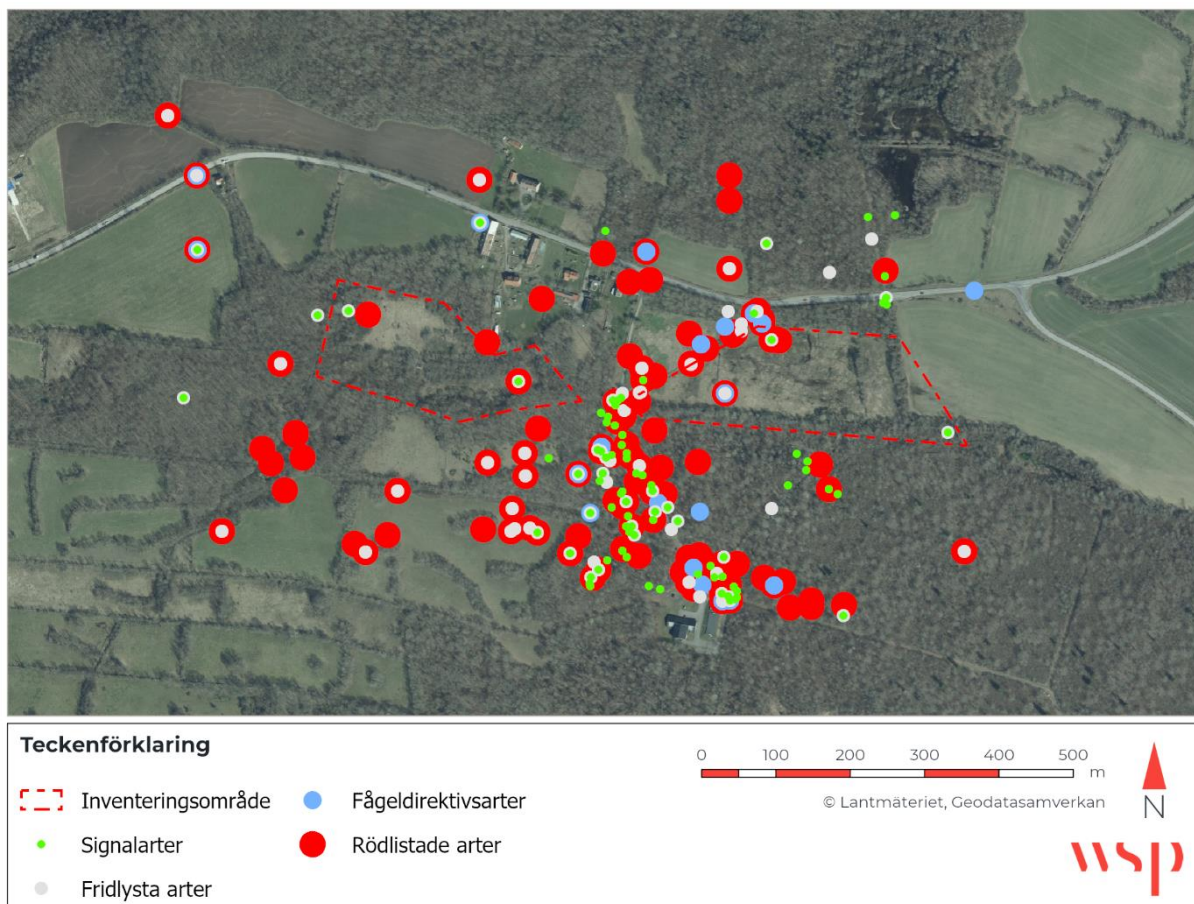 Teckenförklaring
Inventeringsområde
Signalarter
Fridlysta arter
Fågeldirektivsarter
Rödlistade arter
0 100 200 300 400 500
m
© Lantmäteriet, Geodatasamverkan
N
wsp